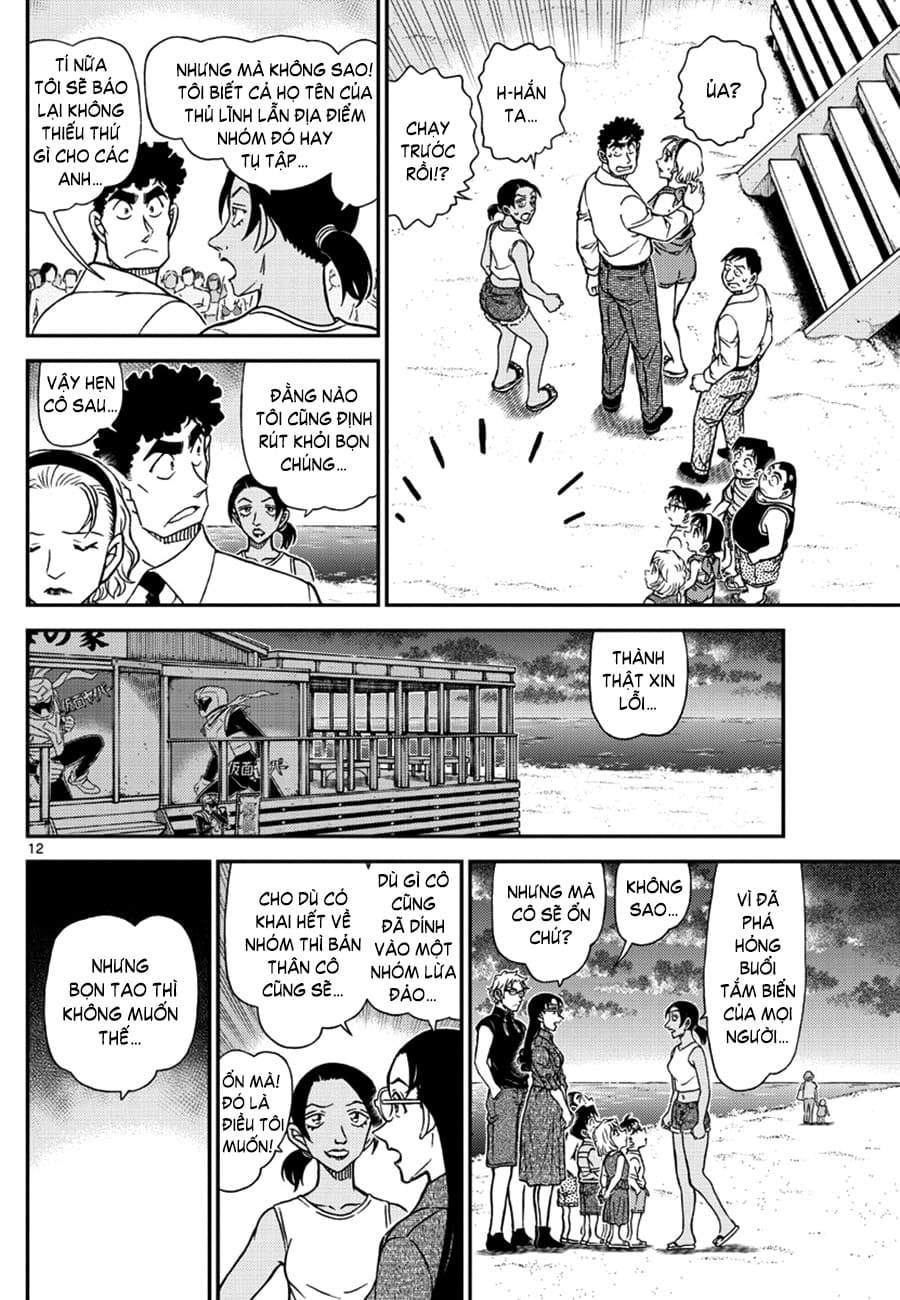 ỦA?
H-HẮN
TA...
CHẠY
TRƯỚC
RỒI!?
NHƯNG MÀ KHÔNG SAO!
TÔI BIẾT CẢ HỌ TÊN CỦA
THỦ LĨNH LẪN ĐỊA ĐIỂM
NHÓM ĐÓ HAY
TỤ TẬP...
TÍ NỮA
TÔI SẼ BÁO
LẠI KHÔNG
THIẾU THỨ
GÌ CHO CÁC
ANH...
ĐẰNG NÀO
TÔI CŨNG ĐỊNH
RÚT KHỎI BỌN
CHÚNG...
VẬY HẸN
CÔ SAU...
THÀNH
THẬT XIN
LỖI...
の家
仮面
12
VÌ ĐÃ
PHÁ
HỎNG
BUỔI
TẮM BIỂN
CỦA MỌI
NGƯỜI...
KHÔNG
SAO...
NHƯNG MÀ
CÔ SẼ ỔN
CHỨ?
DÙ GÌ CÔ
CŨNG
ĐÃ DÍNH
VÀO MỘT
NHÓM LỪA
ĐẢO...
CHO DÙ CÓ
KHAI HẾT VỀ
NHÓM THÌ BẢN
THÂN CÔ
CŨNG SẼ...
ỔN MÀ!
ĐÓ LÀ
ĐIỀU TÔI
MUỐN!
NHƯNG
BỌN TAO THÌ
KHÔNG MUỐN
THẾ...